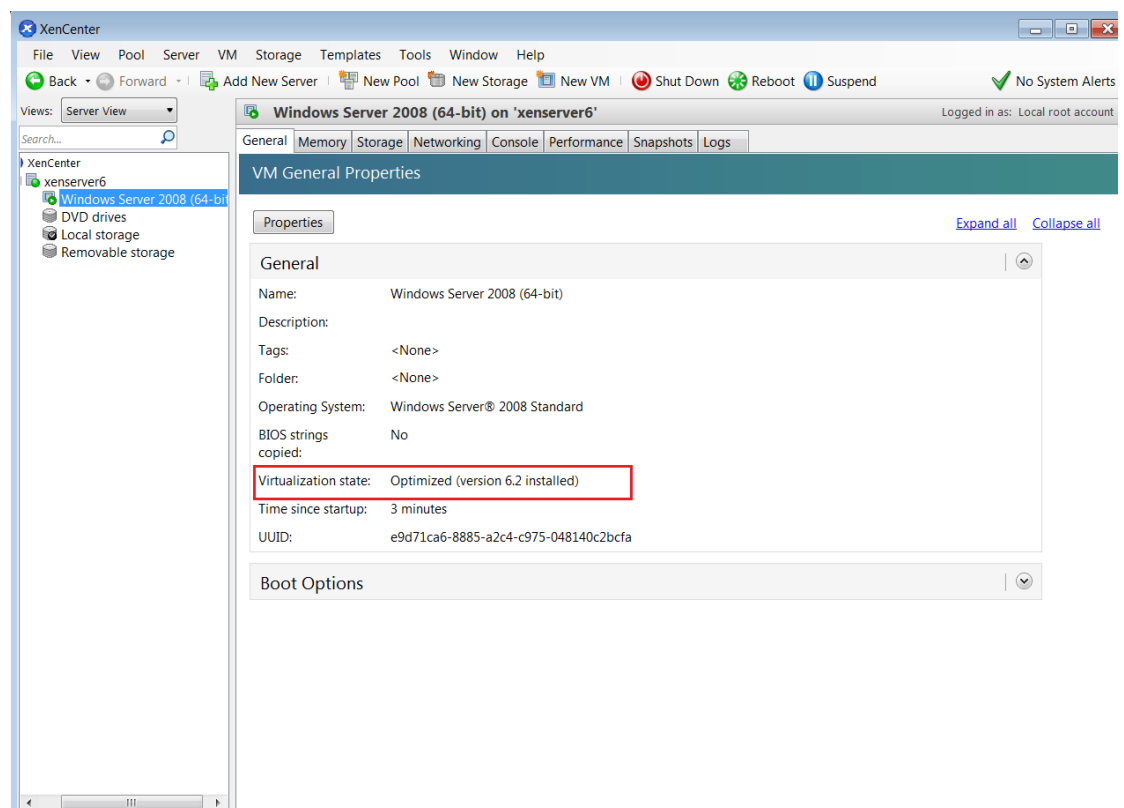 XenCenter
File View Pool Server VM Storage Templates Tools Window Help
Back Forward Add New Server New Pool New Storage New VM Shut Down Reboot Suspend No System Alerts
Views: Server View
Windows Server 2008 (64-bit) on 'xenserver6' Logged in as: Local root account
Search...
General Memory Storage Networking Console Performance Snapshots Logs
XenCenter
xenserver6
Windows Server 2008 (64-bit
DVD drives
Local storage
Removable storage
VM General Properties
Properties Expand all Collapse all
General
Name: Windows Server 2008 (64-bit)
Description:
Tags: <None>
Folder: <None>
Operating System: Windows Server® 2008 Standard
BIOS strings No
copied:
Virtualization state: Optimized (version 6.2 installed)
Time since startup: 3 minutes
UUID: e9d71ca6-8885-a2c4-c975-048140c2bcfa
Boot Options